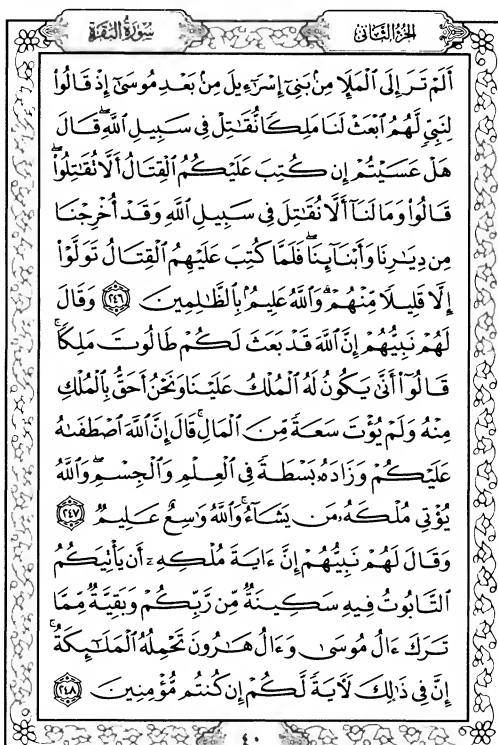 الجزء الثاني
سورة البقرة
أَلَمْ تَرَ إِلَى ٱلْمَلَإِ مِنۢ بَنِىٓ إِسْرَٰٓءِيلَ مِنۢ بَعْدِ مُوسَىٰٓ إِذْ قَالُوا۟
لِنَبِىٍّ لَّهُمُ ٱبْعَثْ لَنَا مَلِكًا نُّقَـٰتِلْ فِى سَبِيلِ ٱللَّهِ ۖ قَالَ
هَلْ عَسَيْتُمْ إِن كُتِبَ عَلَيْكُمُ ٱلْقِتَالُ أَلَّا تُقَـٰتِلُوا۟ ۖ
قَالُوا۟ وَمَا لَنَآ أَلَّا نُقَـٰتِلَ فِى سَبِيلِ ٱللَّهِ وَقَدْ أُخْرِجْنَا
مِن دِيَـٰرِنَا وَأَبْنَآئِنَا ۖ فَلَمَّا كُتِبَ عَلَيْهِمُ ٱلْقِتَالُ تَوَلَّوْا۟
إِلَّا قَلِيلًا مِّنْهُمْ ۗ وَٱللَّهُ عَلِيمٌۢ بِٱلظَّـٰلِمِينَ ٢٤٦ وَقَالَ
لَهُمْ نَبِيُّهُمْ إِنَّ ٱللَّهَ قَدْ بَعَثَ لَكُمْ طَالُوتَ مَلِكًا ۚ
قَالُوٓا۟ أَنَّىٰ يَكُونُ لَهُ ٱلْمُلْكُ عَلَيْنَا وَنَحْنُ أَحَقُّ بِٱلْمُلْكِ
مِنْهُ وَلَمْ يُؤْتَ سَعَةً مِّنَ ٱلْمَالِ ۚ قَالَ إِنَّ ٱللَّهَ ٱصْطَفَىٰهُ
عَلَيْكُمْ وَزَادَهُۥ بَسْطَةً فِى ٱلْعِلْمِ وَٱلْجِسْمِ ۖ وَٱللَّهُ
يُؤْتِى مُلْكَهُۥ مَن يَشَآءُ ۚ وَٱللَّهُ وَٰسِعٌ عَلِيمٌ ٢٤٧
وَقَالَ لَهُمْ نَبِيُّهُمْ إِنَّ ءَايَةَ مُلْكِهِۦٓ أَن يَأْتِيَكُمُ
ٱلتَّابُوتُ فِيهِ سَكِينَةٌ مِّن رَّبِّكُمْ وَبَقِيَّةٌ مِّمَّا
تَرَكَ ءَالُ مُوسَىٰ وَءَالُ هَـٰرُونَ تَحْمِلُهُ ٱلْمَلَـٰٓئِكَةُ ۚ
إِنَّ فِى ذَٰلِكَ لَـَٔايَةً لَّكُمْ إِن كُنتُم مُّؤْمِنِينَ ٢٤٨
٤٠